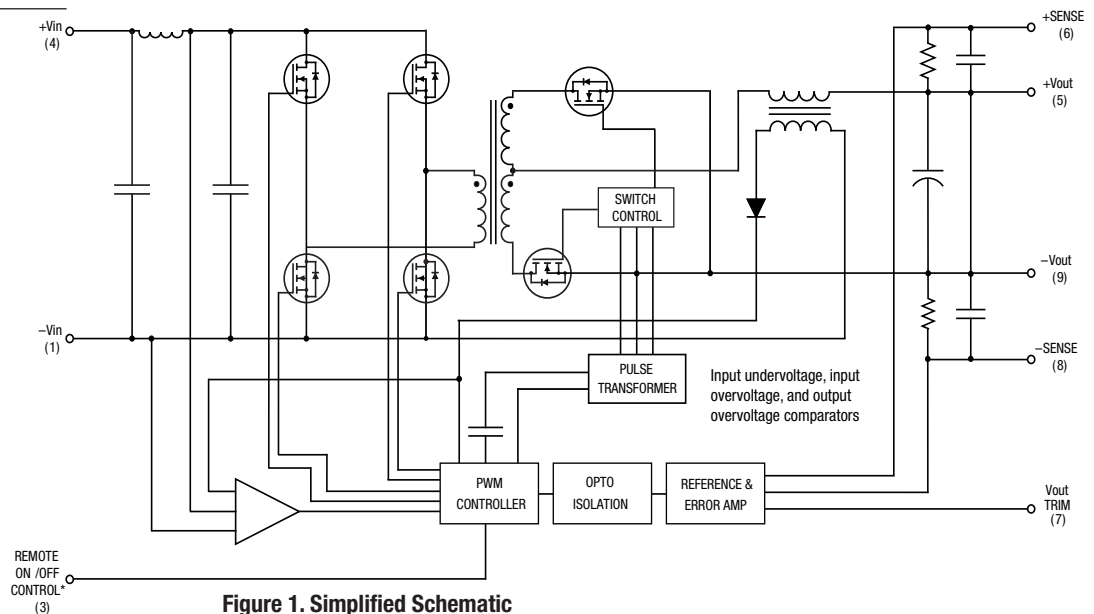 +Vin
(4)
+SENSE
(6)
+Vout
(5)
SWITCH
CONTROL
−Vout
(9)
−Vin
(1)
−SENSE
(8)
PULSE
TRANSFORMER
Input undervoltage, input
overvoltage, and output
overvoltage comparators
PWM
CONTROLLER
OPTO
ISOLATION
REFERENCE &
ERROR AMP
Vout
TRIM
(7)
REMOTE
ON /OFF
CONTROL*
(3)
Figure 1. Simplified Schematic